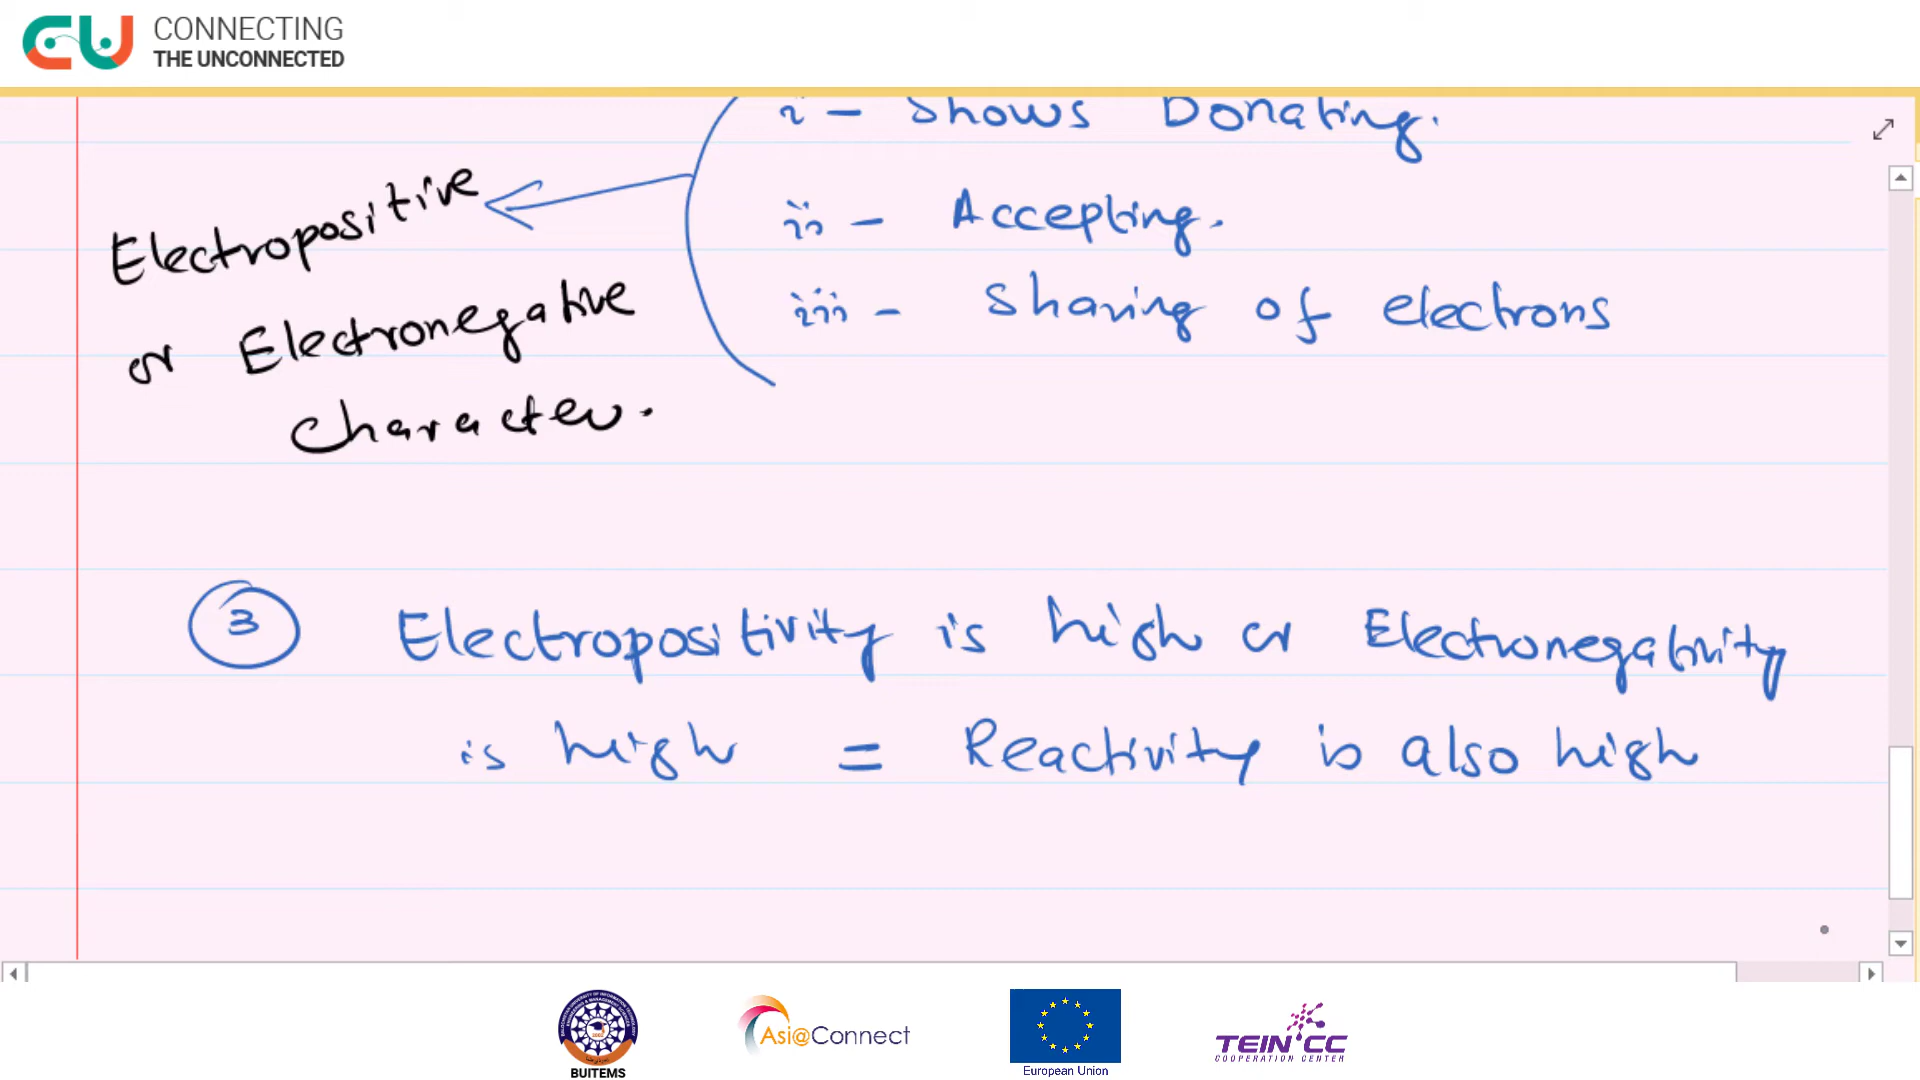 CONNECTING
THE UNCONNECTED
i - Shows Donating.
ii - Accepting.
iii - Sharing of electrons
Electropositive
or Electronegative
character.
3 Electropositivity is high or Electronegativity
is high = Reactivity is also high
BUITEMS
Asi@Connect
European Union
TEIN*CC
COOPERATION CENTER